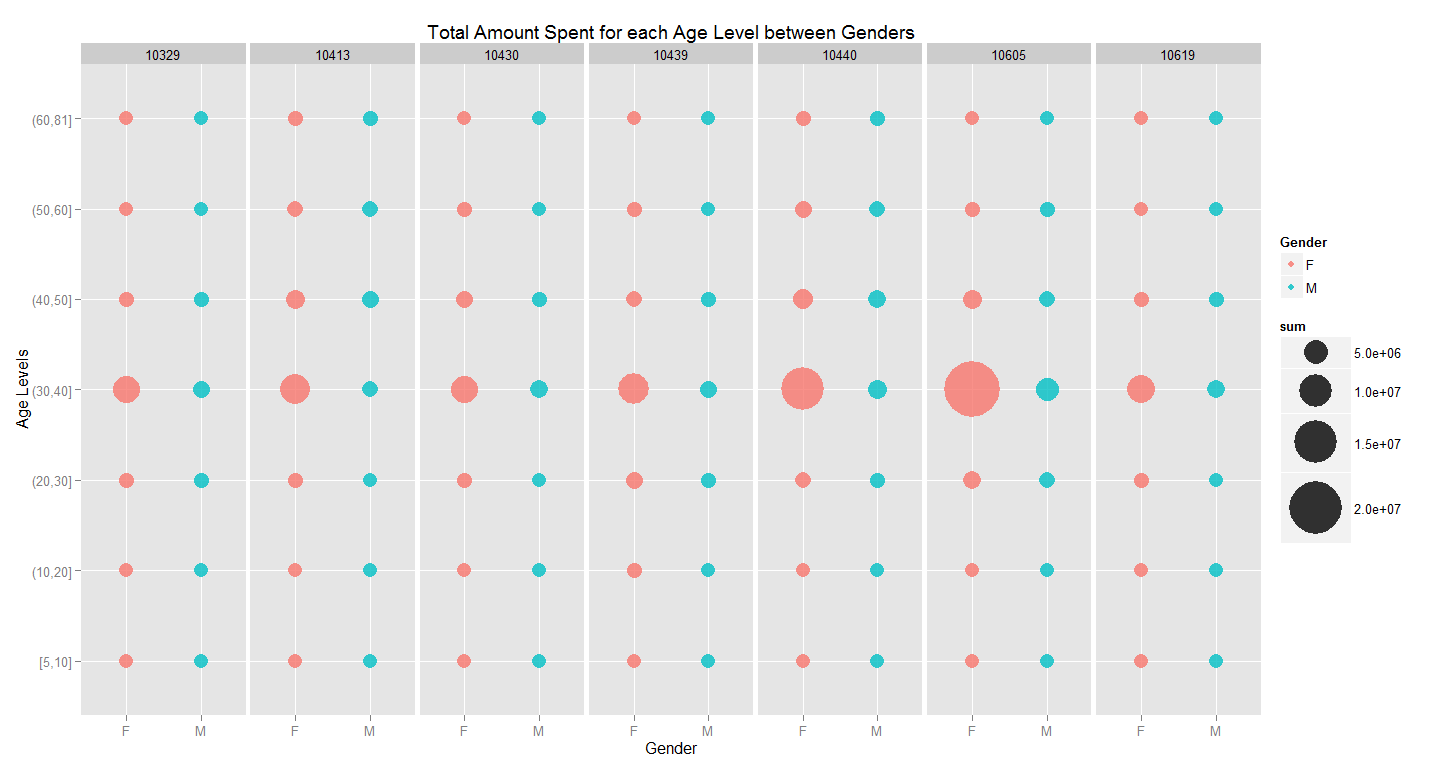 Total Amount Spent for each Age Level between Genders
10329 10413 10430 10439 10440 10605 10619
(60,81]
(50,60]
(40,50]
(30,40]
(20,30]
(10,20]
[5,10]
Age Levels
F M F M F M F M F M F M F M
Gender
Gender
F
M
sum
5.0e+06
1.0e+07
1.5e+07
2.0e+07